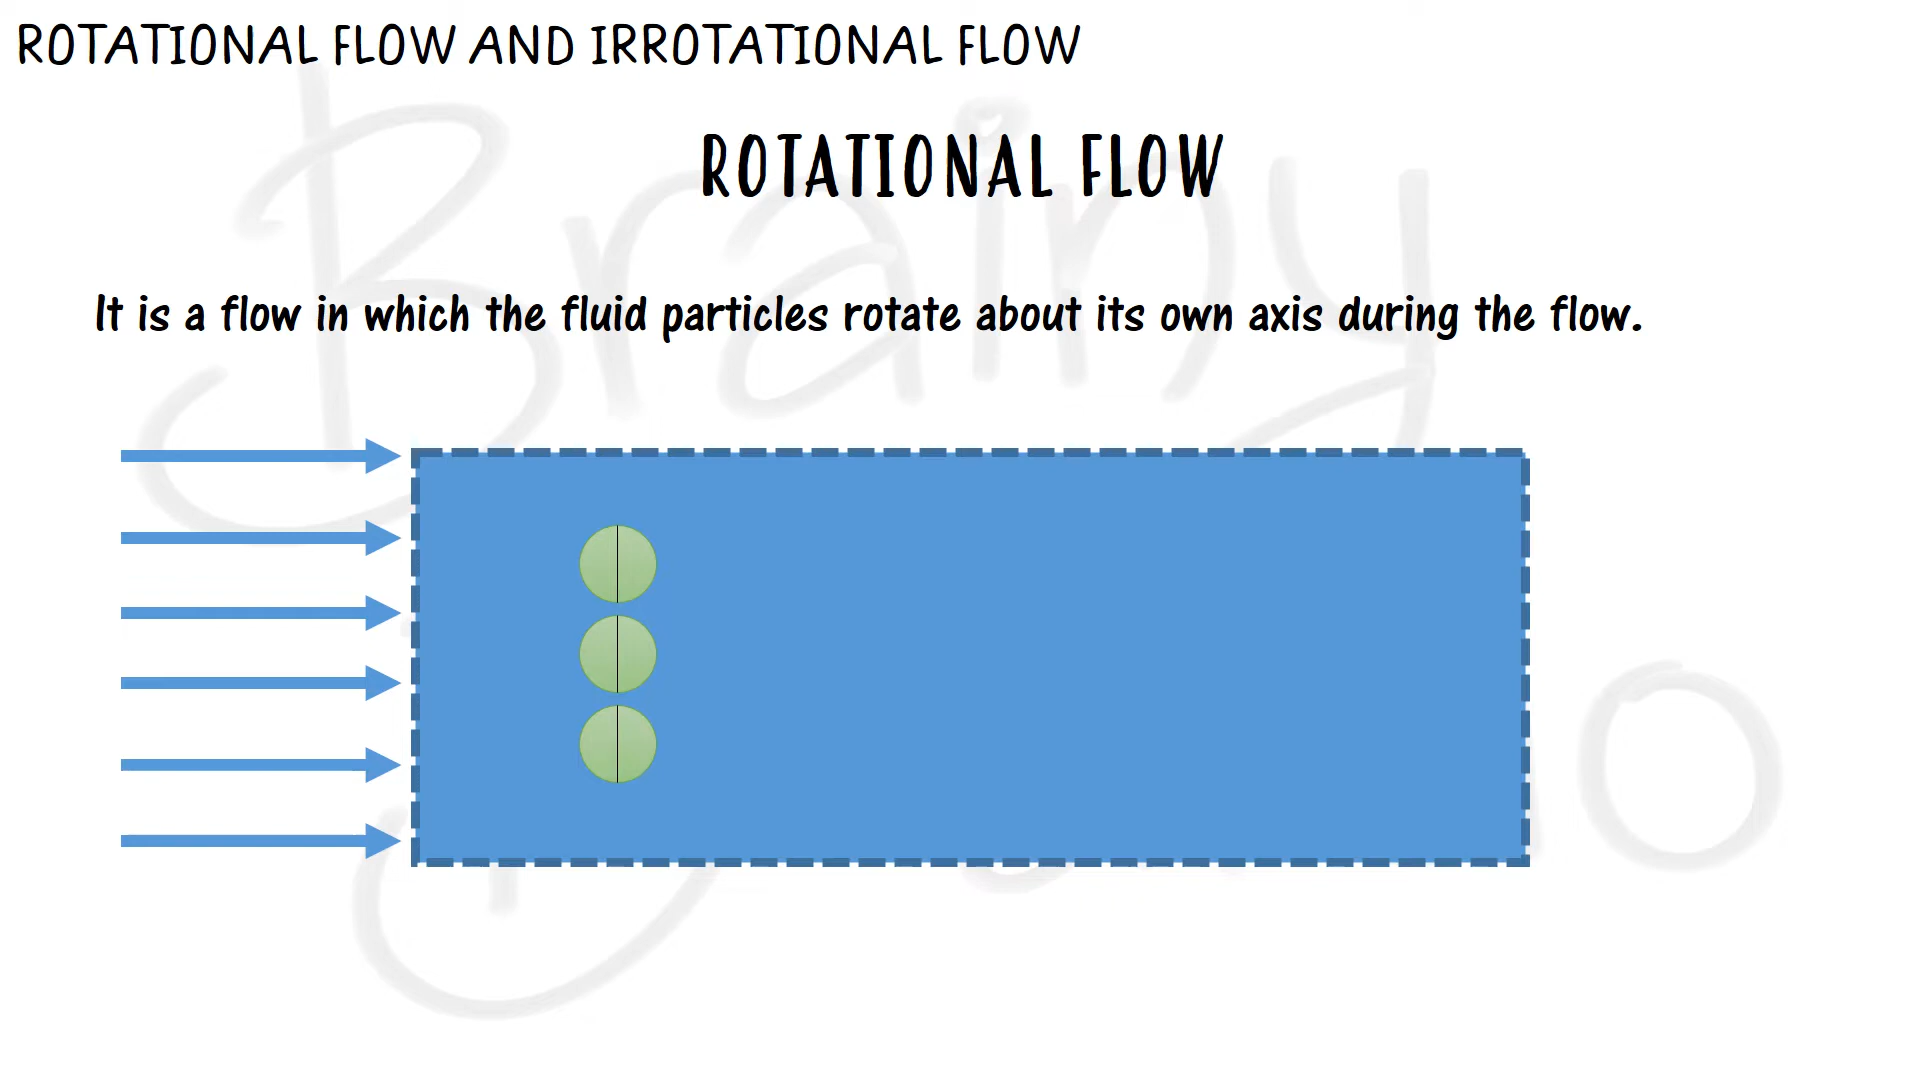 ROTATIONAL FLOW AND IRROTATIONAL FLOW
ROTATIONAL FLOW
It is a flow in which the fluid particles rotate about its own axis during the flow.
Brainy